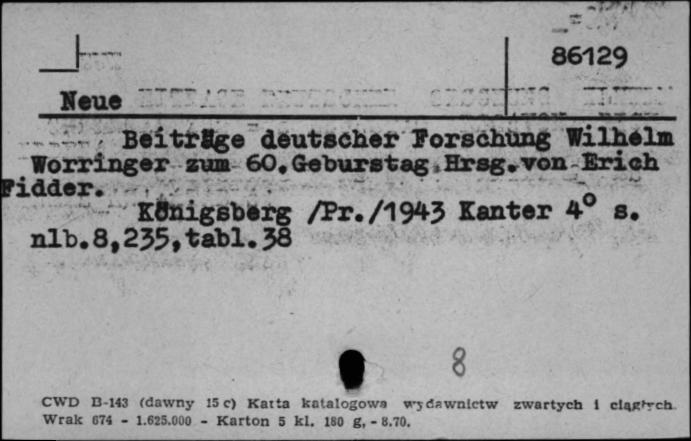 86129
Neue
Beiträge deutscher Forschung Wilhelm
Worringer zum 60.Geburstag.Hrsg.von Erich
Fidder.
Königsberg /Pr./1943 Kanter 4° s.
nlb.8,235,tabl.38
8
CWD B-143 (dawny 15 c) Karta katalogowa wydawnictw zwartych i ciągłych.
Wrak 674 - 1.625.000 - Karton 5 kl. 180 g, - 8.70.